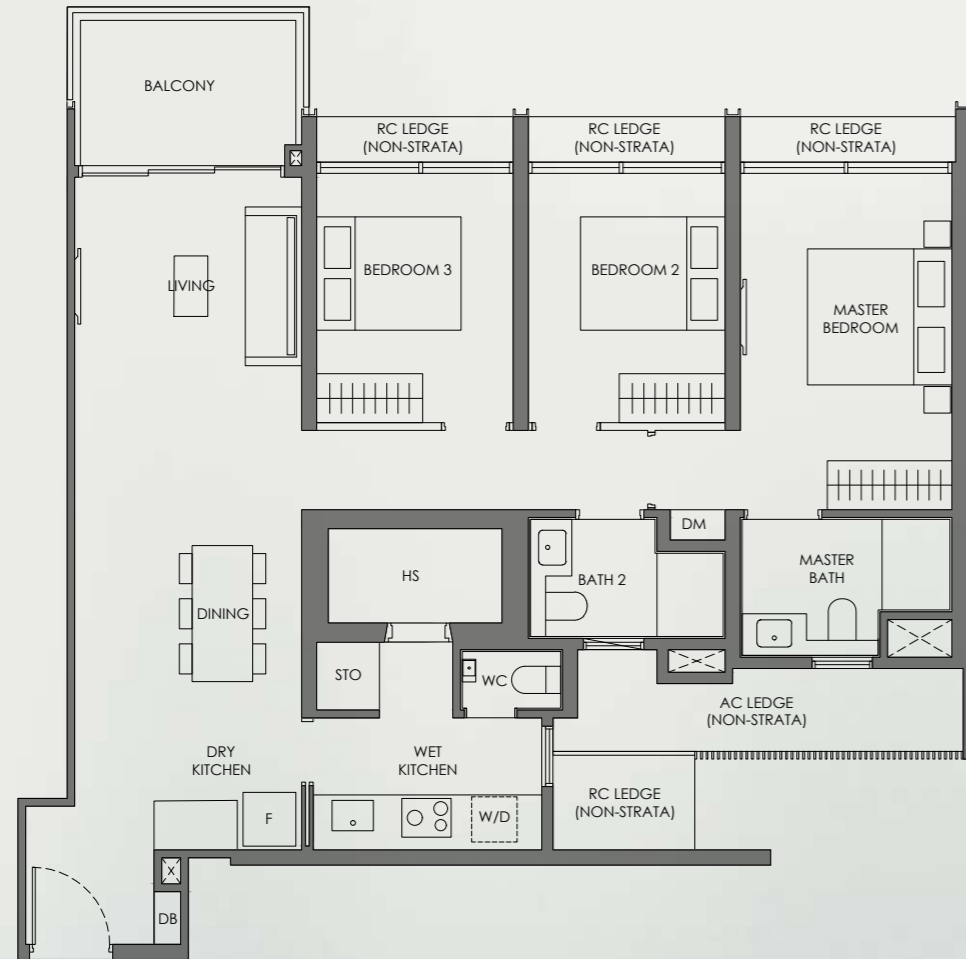 BALCONY
RC LEDGE
(NON-STRATA)
RC LEDGE
(NON-STRATA)
RC LEDGE
(NON-STRATA)
LIVING
BEDROOM 3
BEDROOM 2
MASTER
BEDROOM
DM
HS
BATH 2
MASTER
BATH
DINING
STO
WC
AC LEDGE
(NON-STRATA)
DRY
KITCHEN
WET
KITCHEN
RC LEDGE
(NON-STRATA)
F
W/D
X
DB